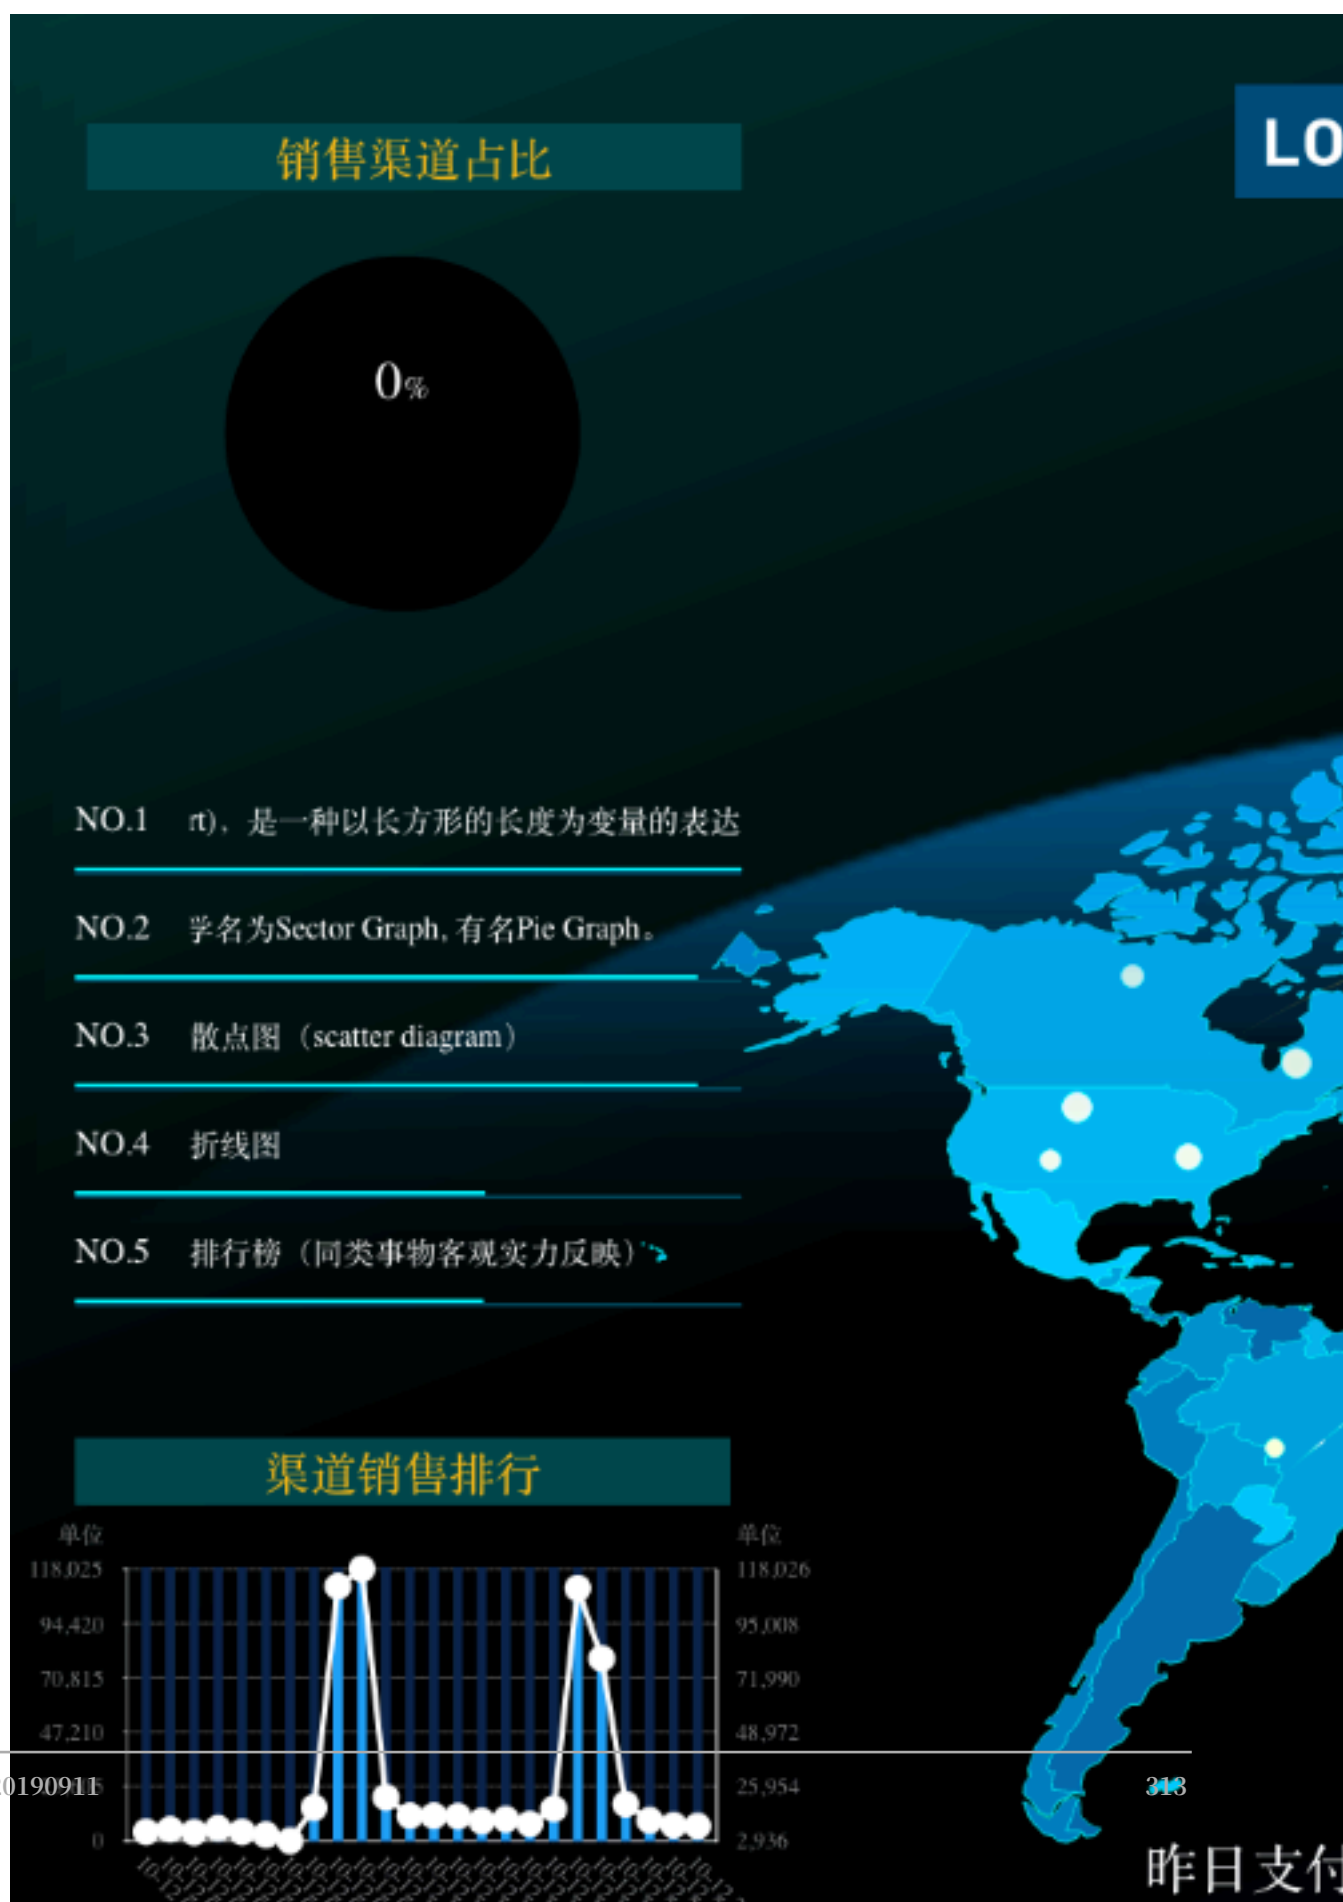 LO
销售渠道占比
0%
NO.1 rt)，是一种以长方形的长度为变量的表达
NO.2 学名为Sector Graph, 有名Pie Graph。
NO.3 散点图（scatter diagram）
NO.4 折线图
NO.5 排行榜（同类事物客观实力反映）
渠道销售排行
单位 单位
118,025 118,026
94,420 95,008
70,815 71,990
47,210 48,972
0190911 25,954 313
0 2,936
昨日支付